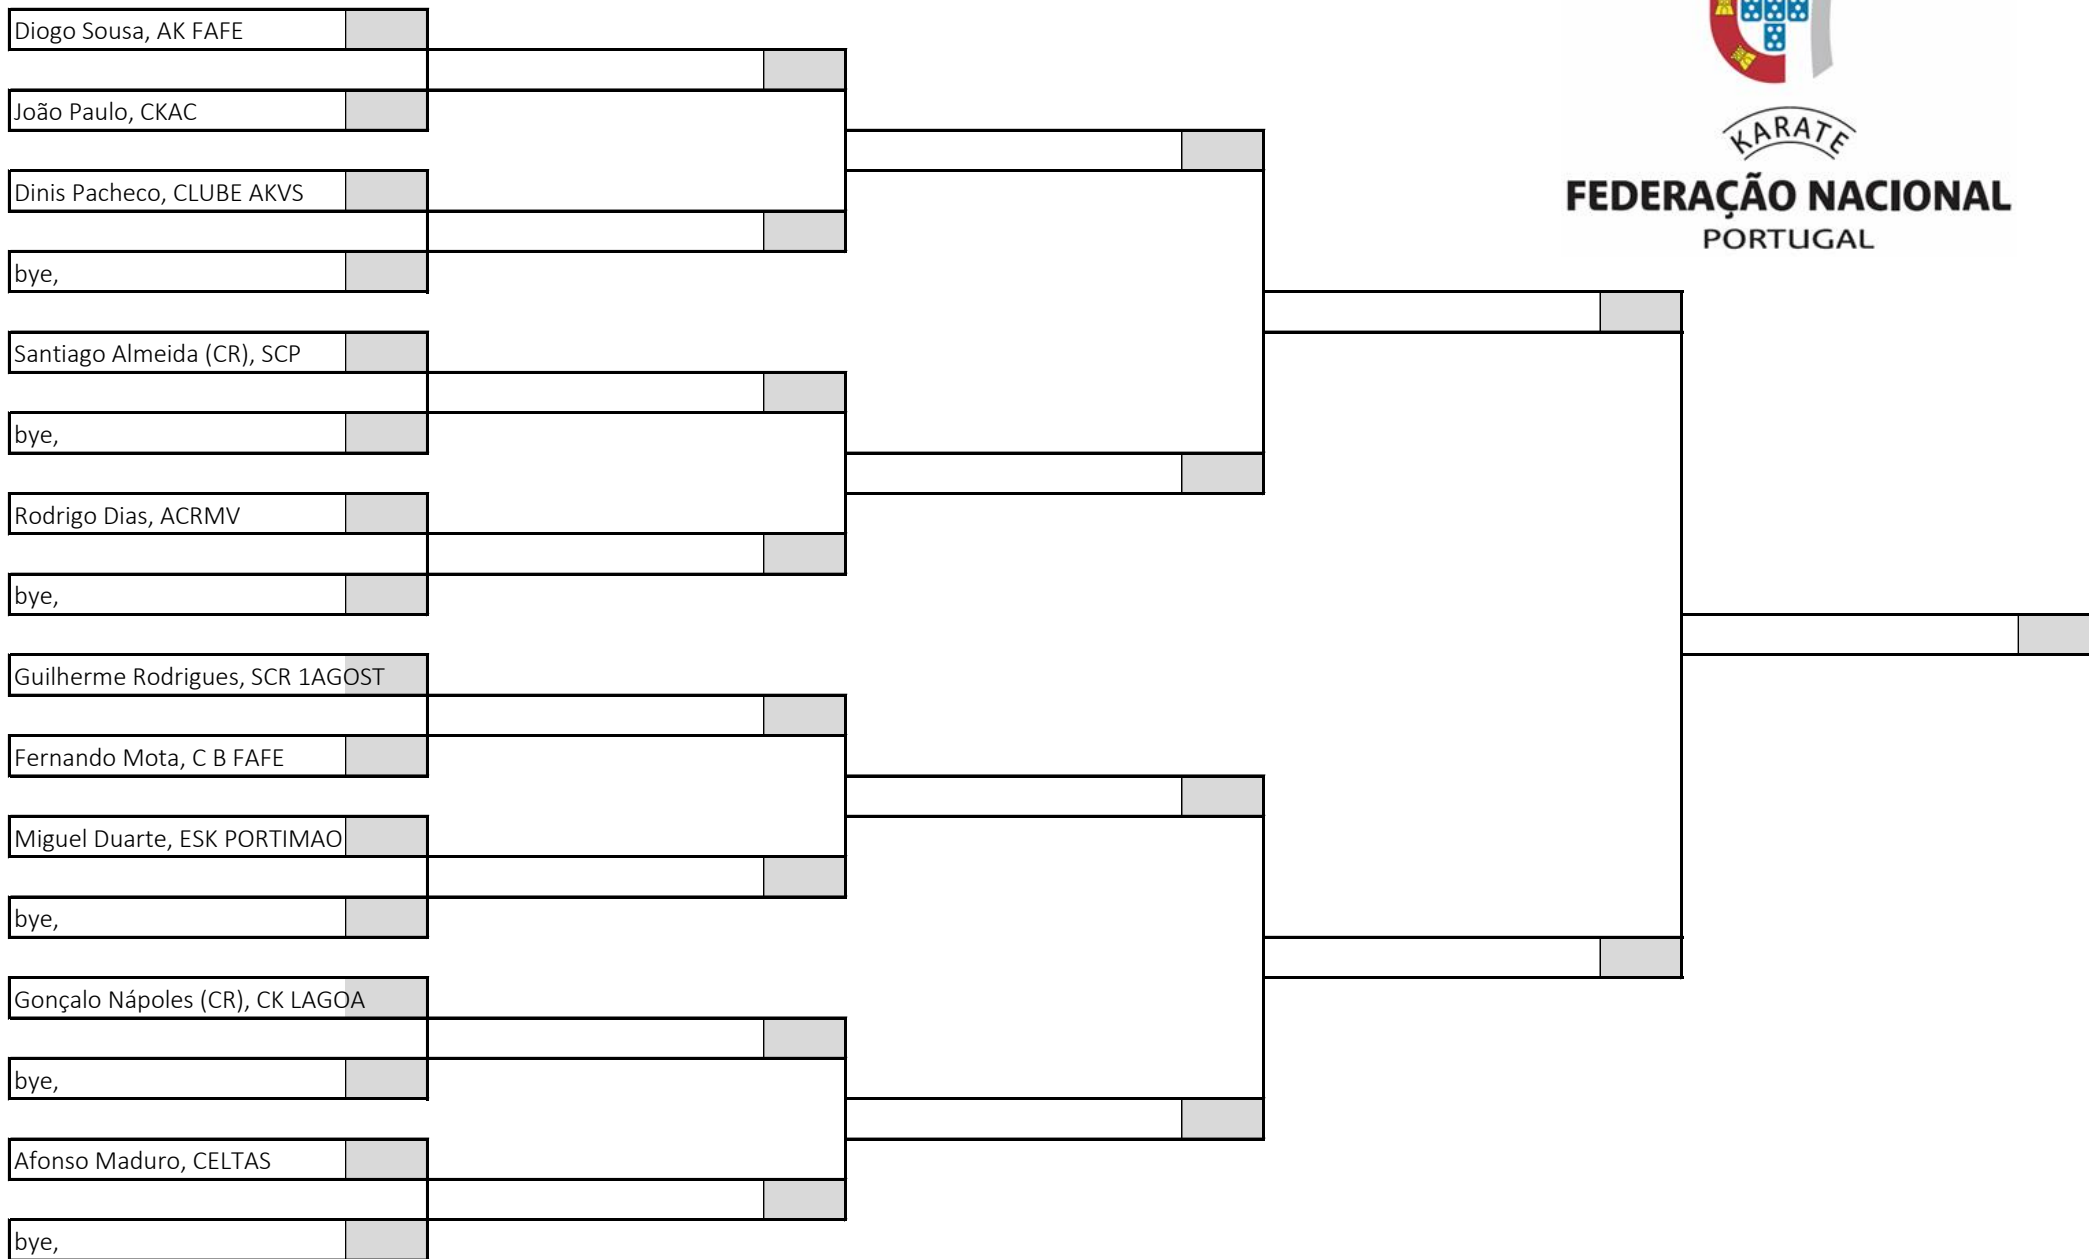 Diogo Sousa, AK FAFE
João Paulo, CKAC
Dinis Pacheco, CLUBE AKVS
bye,
Santiago Almeida (CR), SCP
bye,
Rodrigo Dias, ACRMV
bye,
Guilherme Rodrigues, SCR 1AGOST
Fernando Mota, C B FAFE
Miguel Duarte, ESK PORTIMAO
bye,
Gonçalo Nápoles (CR), CK LAGOA
bye,
Afonso Maduro, CELTAS
bye,
KARATE
FEDERAÇÃO NACIONAL
PORTUGAL